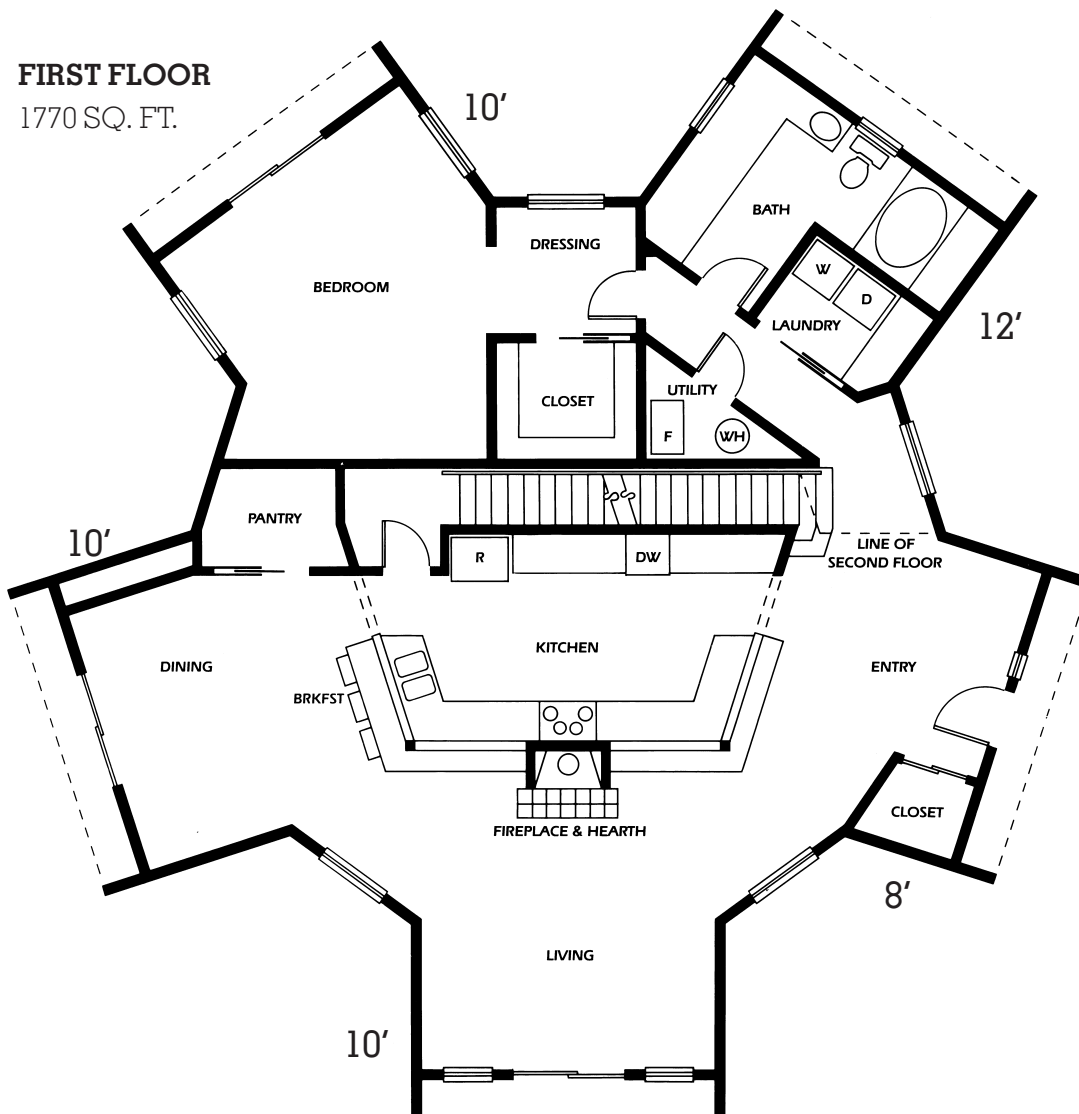 FIRST FLOOR
1770 SQ. FT.
10'
BATH
DRESSING
BEDROOM
W
D
LAUNDRY
12'
UTILITY
CLOSET
F
WH
PANTRY
10'
R
DW
LINE OF
SECOND FLOOR
KITCHEN
DINING
ENTRY
BRKFST
CLOSET
FIREPLACE & HEARTH
8'
LIVING
10'